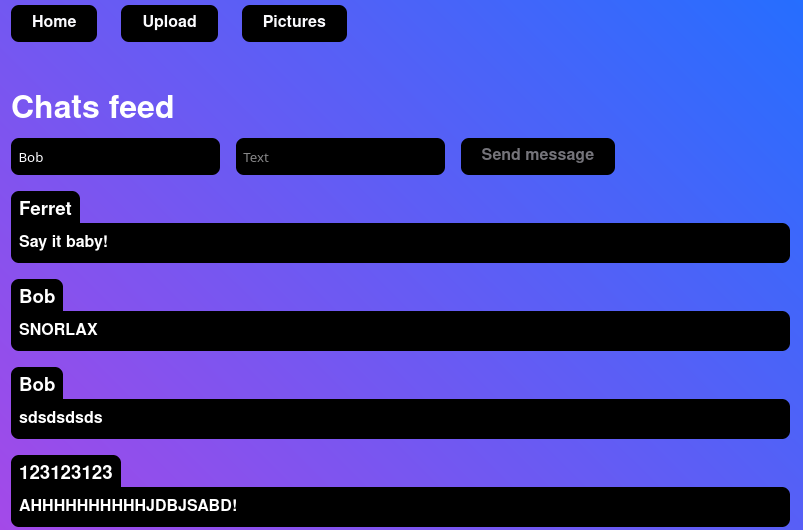 Home Upload Pictures
Chats feed
Bob Text Send message
Ferret
Say it baby!
Bob
SNORLAX
Bob
sdsdsdsds
123123123
AHHHHHHHHHHJDBJSABD!